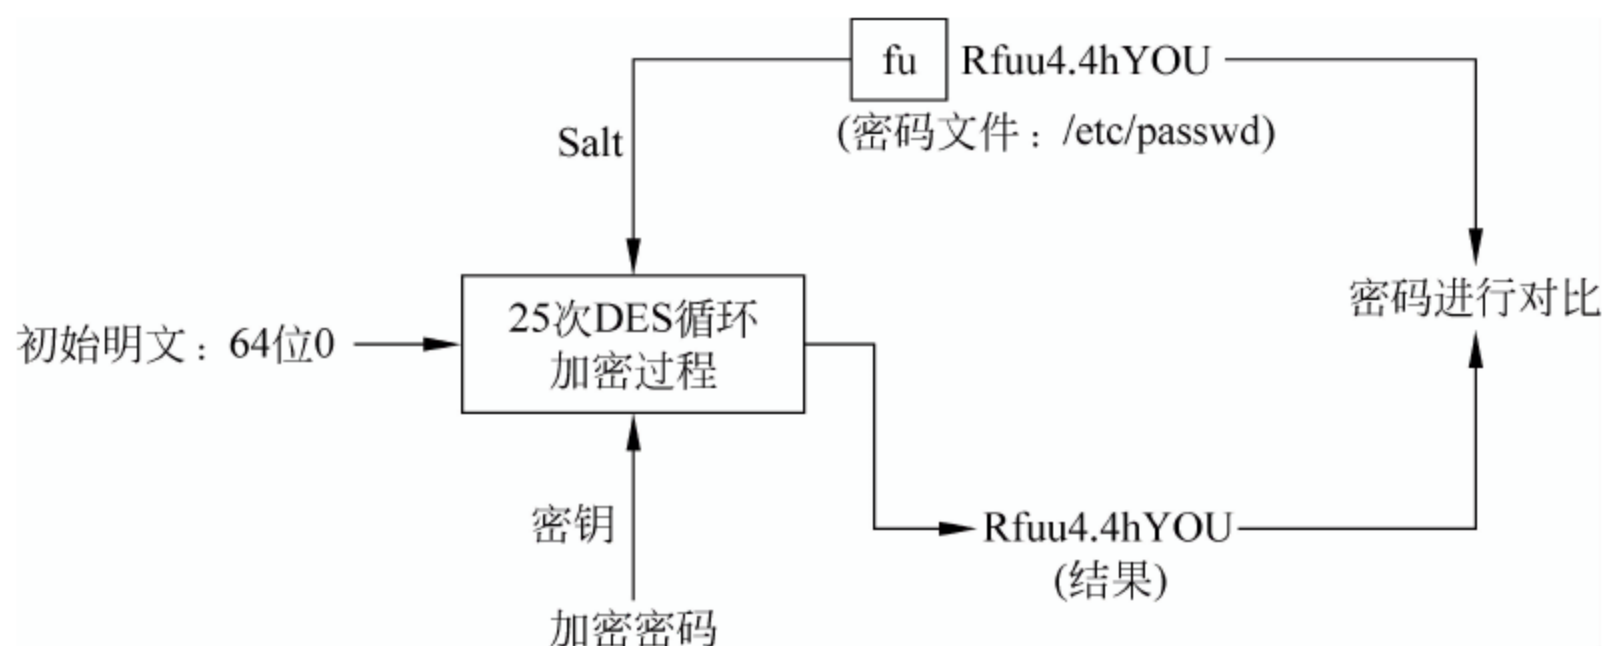 fu Rfuu4.4hYOU
(密码文件：/etc/passwd)
Salt
初始明文：64位0
25次DES循环
加密过程
密码进行对比
密钥
加密密码
Rfuu4.4hYOU
(结果)